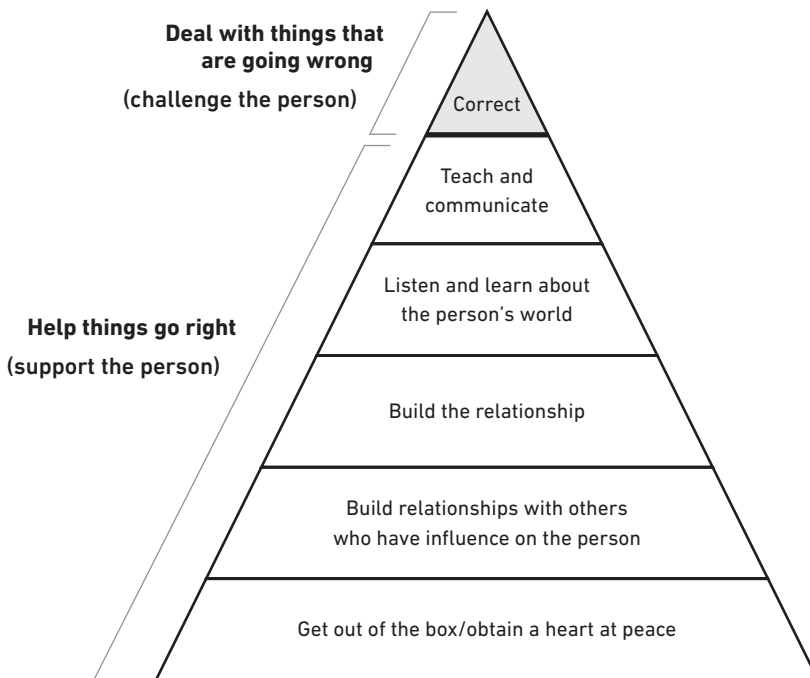 Deal with things that
are going wrong
(challenge the person)
Correct
Teach and
communicate
Listen and learn about
the person’s world
Help things go right
(support the person)
Build the relationship
Build relationships with others
who have influence on the person
Get out of the box/obtain a heart at peace